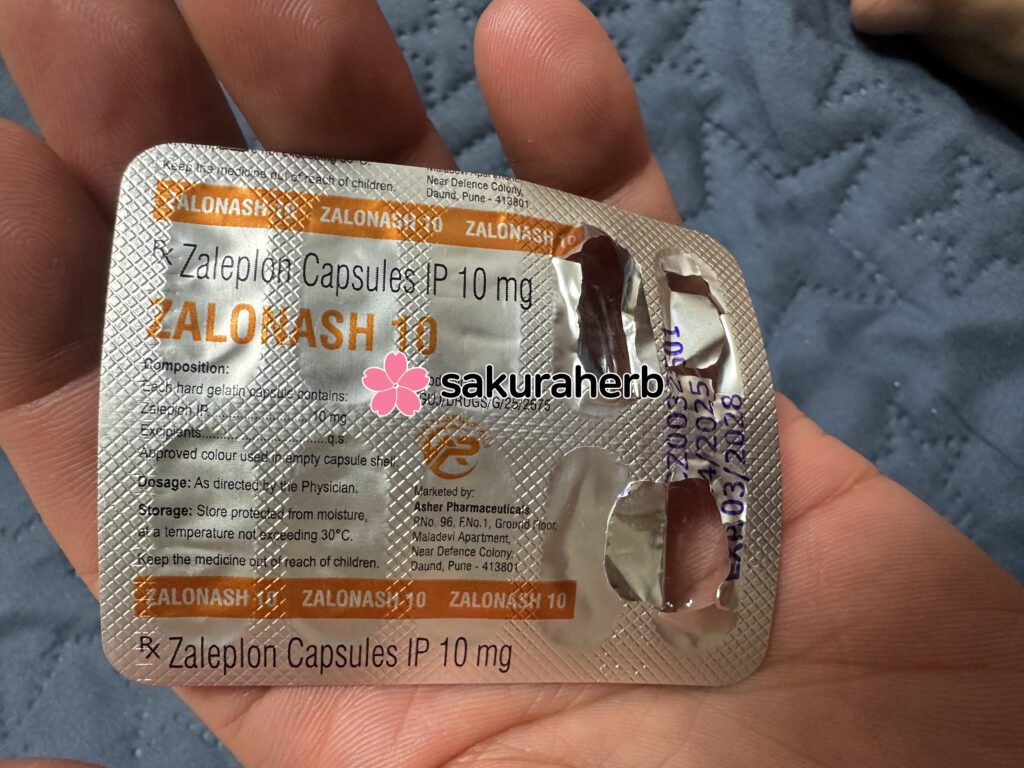 Keep the medicine out of reach of children.
Near Defence Colony,
Daund, Pune - 413801
ZALONASH 10 ZALONASH 10 ZALONASH 10
Rx Zaleplon Capsules IP 10 mg
ZALONASH 10
Composition:
Each hard gelatin capsule contains:
Zaleplon IP.................... 10 mg
Excipients..............................q.s.
Approved colour used in empty capsule shell.
Dosage: As directed by the Physician.
Storage: Store protected from moisture,
at a temperature not exceeding 30°C.
Keep the medicine out of reach of children.
sakuraherb
Marketed by:
Asher Pharmaceuticals
P.No. 96, F.No.1, Ground Floor,
Maladevi Apartment,
Near Defence Colony,
Daund, Pune - 413801
4/2025
EXP. 03/2028
ZALONASH 10 ZALONASH 10 ZALONASH 10
Rx Zaleplon Capsules IP 10 mg